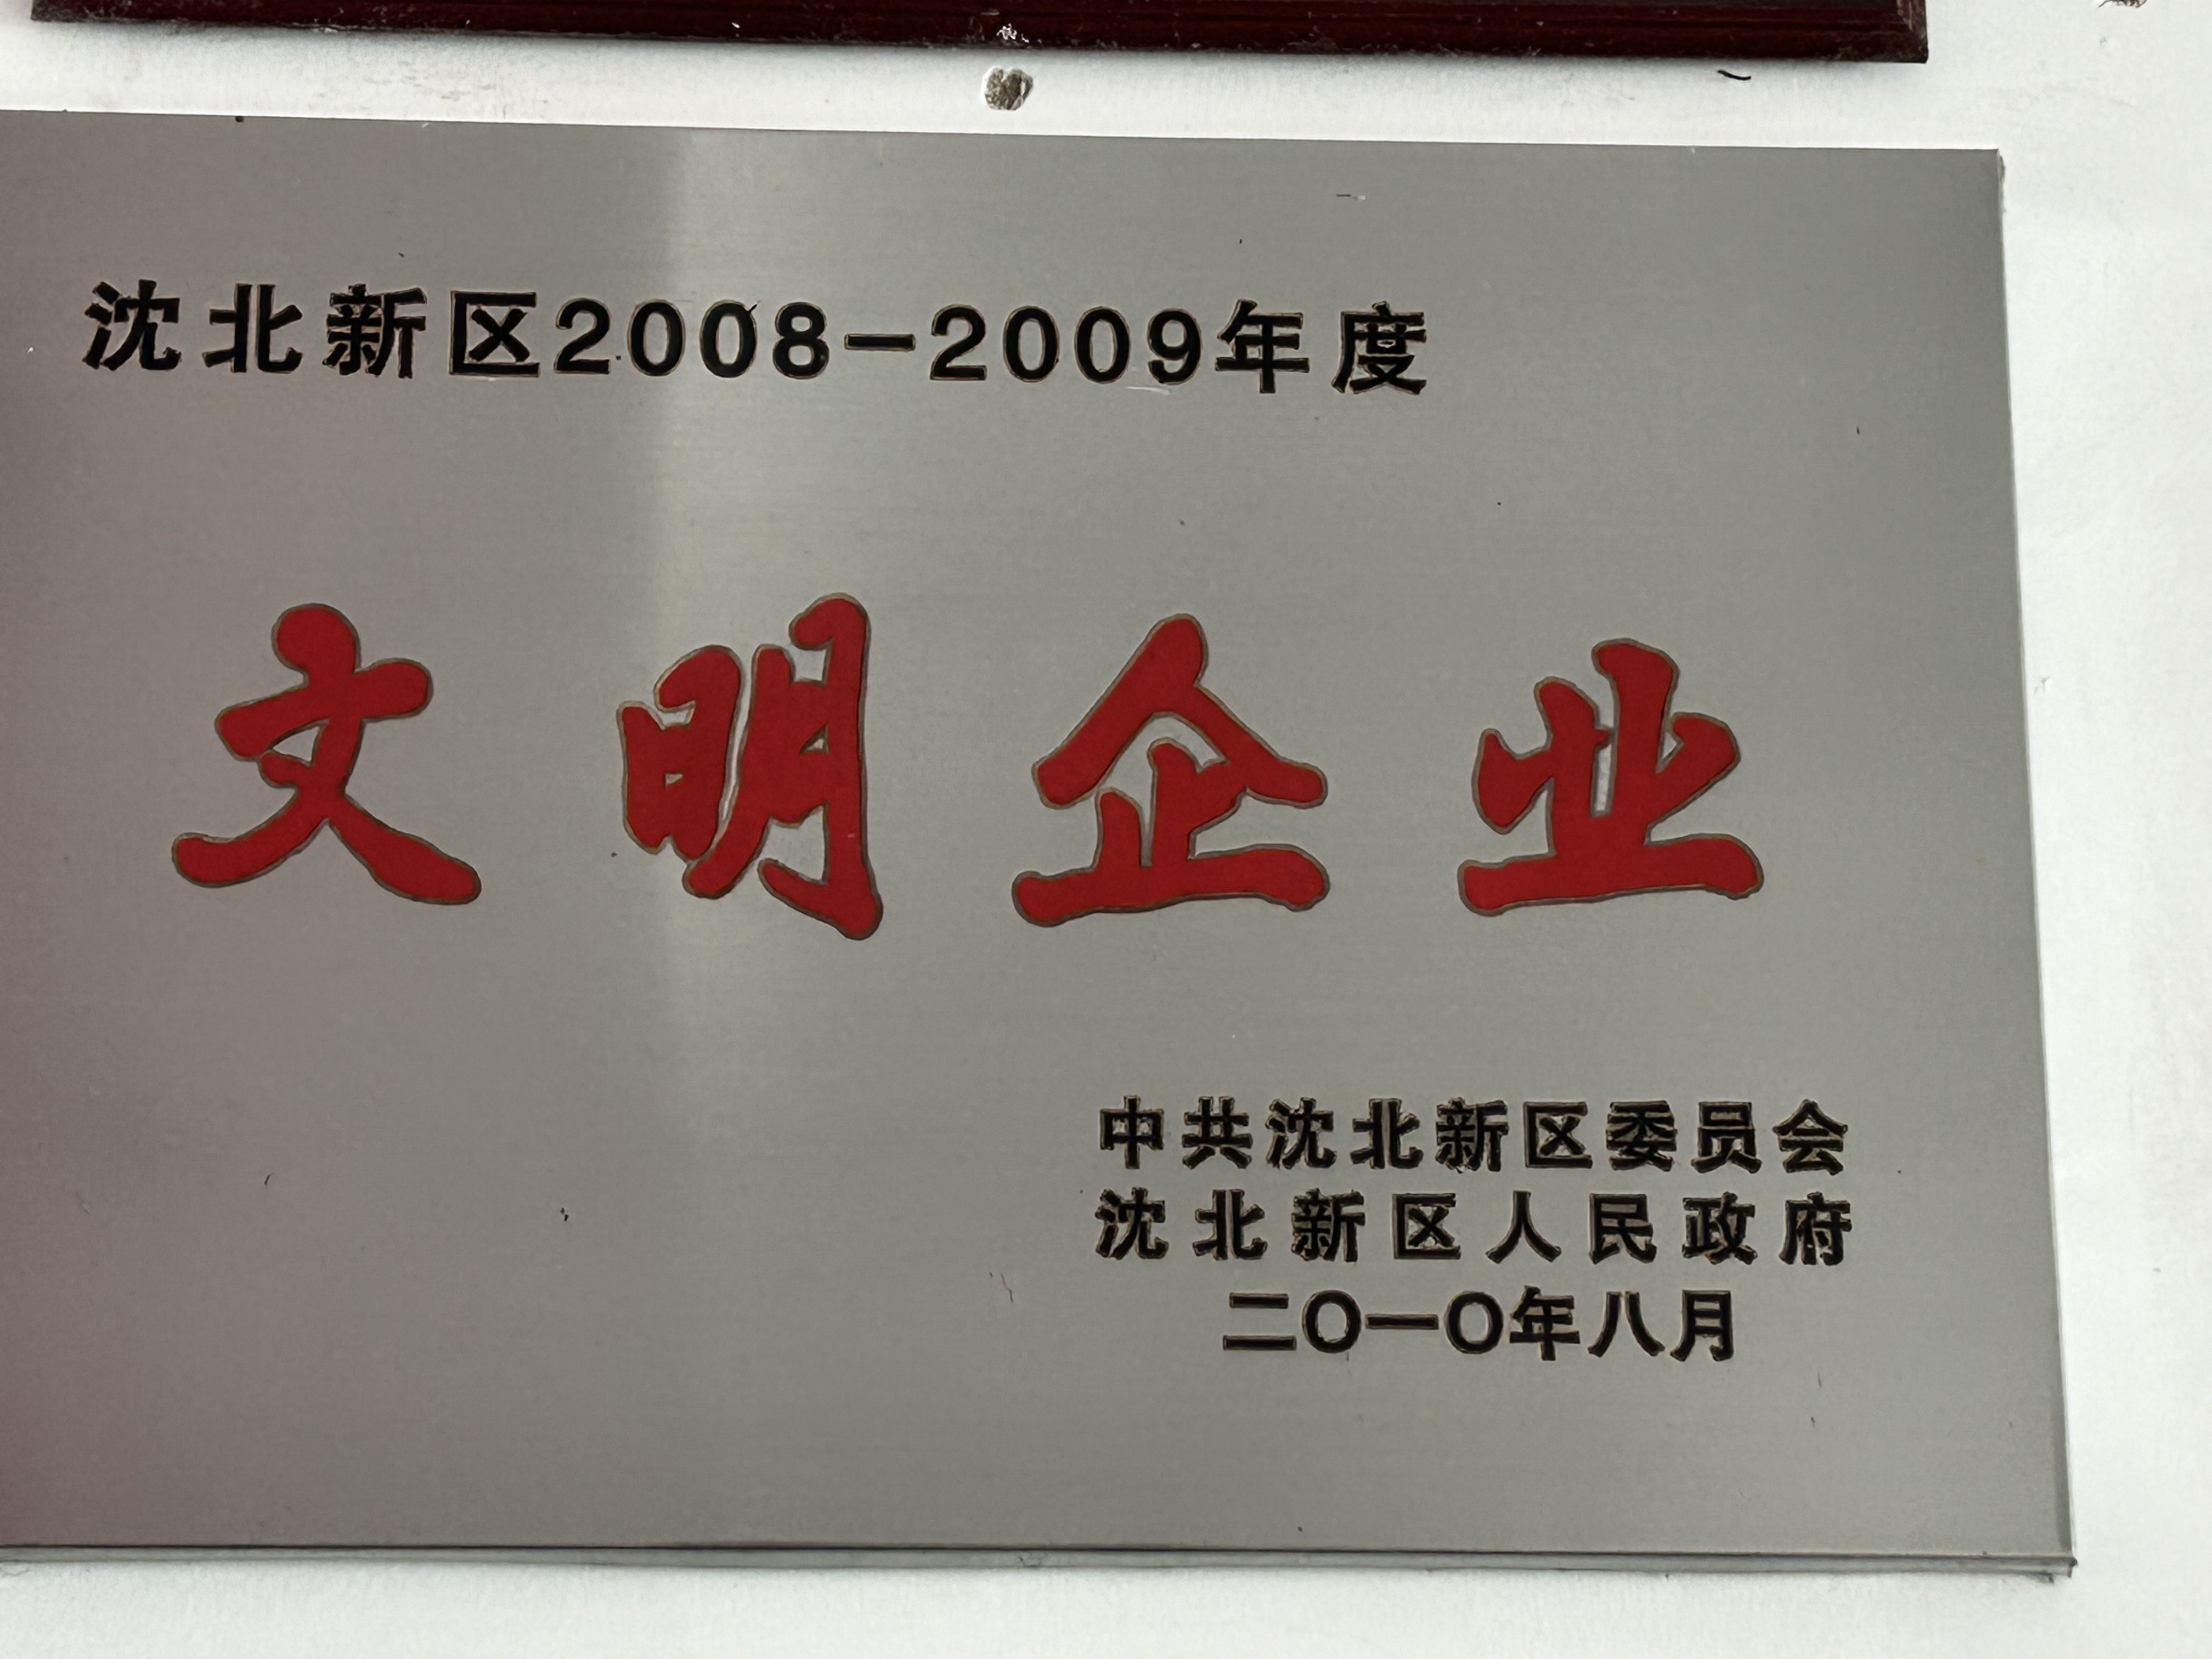 沈北新区2008-2009年度
文明企业
中共沈北新区委员会
沈北新区人民政府
二〇一〇年八月